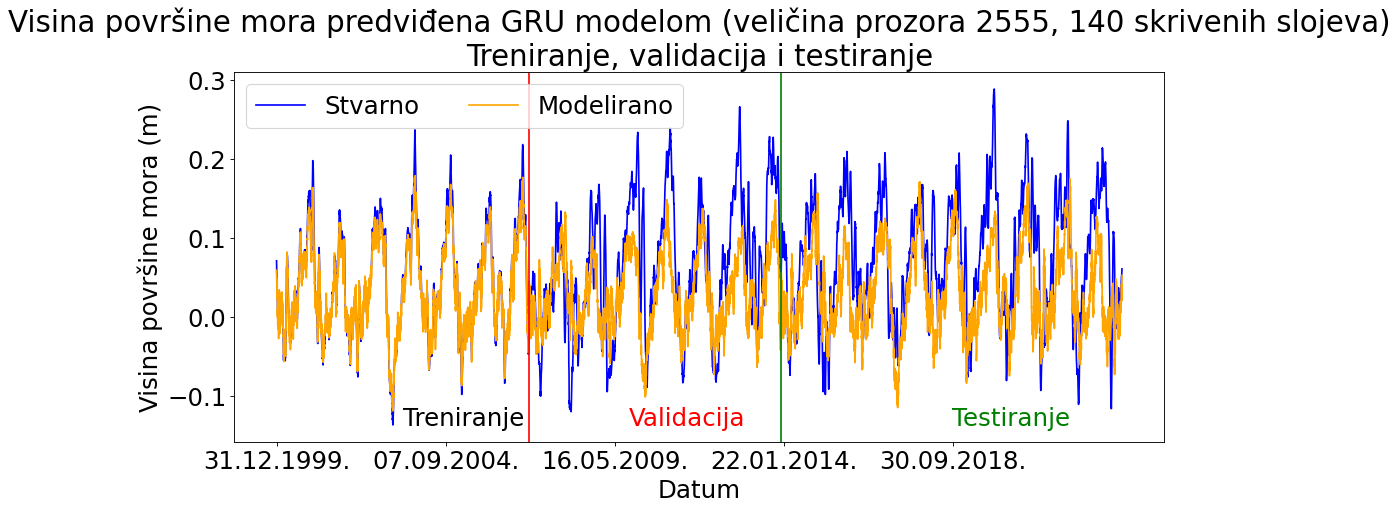 Visina površine mora predviđena GRU modelom (veličina prozora 2555, 140 skrivenih slojeva)
Treniranje, validacija i testiranje
Stvarno
Modelirano
Visina površine mora (m)
0.3
0.2
0.1
0.0
−0.1
Treniranje
Validacija
Testiranje
31.12.1999.
07.09.2004.
16.05.2009.
22.01.2014.
30.09.2018.
Datum